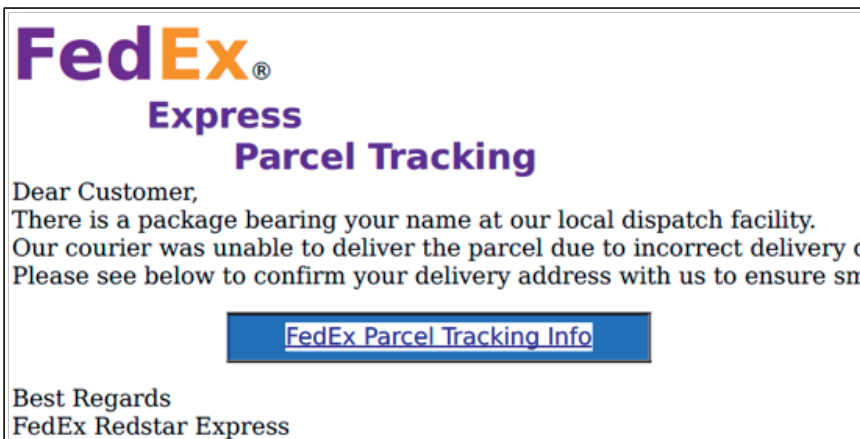 FedEx®
Express
Parcel Tracking
Dear Customer,
There is a package bearing your name at our local dispatch facility.
Our courier was unable to deliver the parcel due to incorrect delivery
Please see below to confirm your delivery address with us to ensure
FedEx Parcel Tracking Info
Best Regards
FedEx Redstar Express